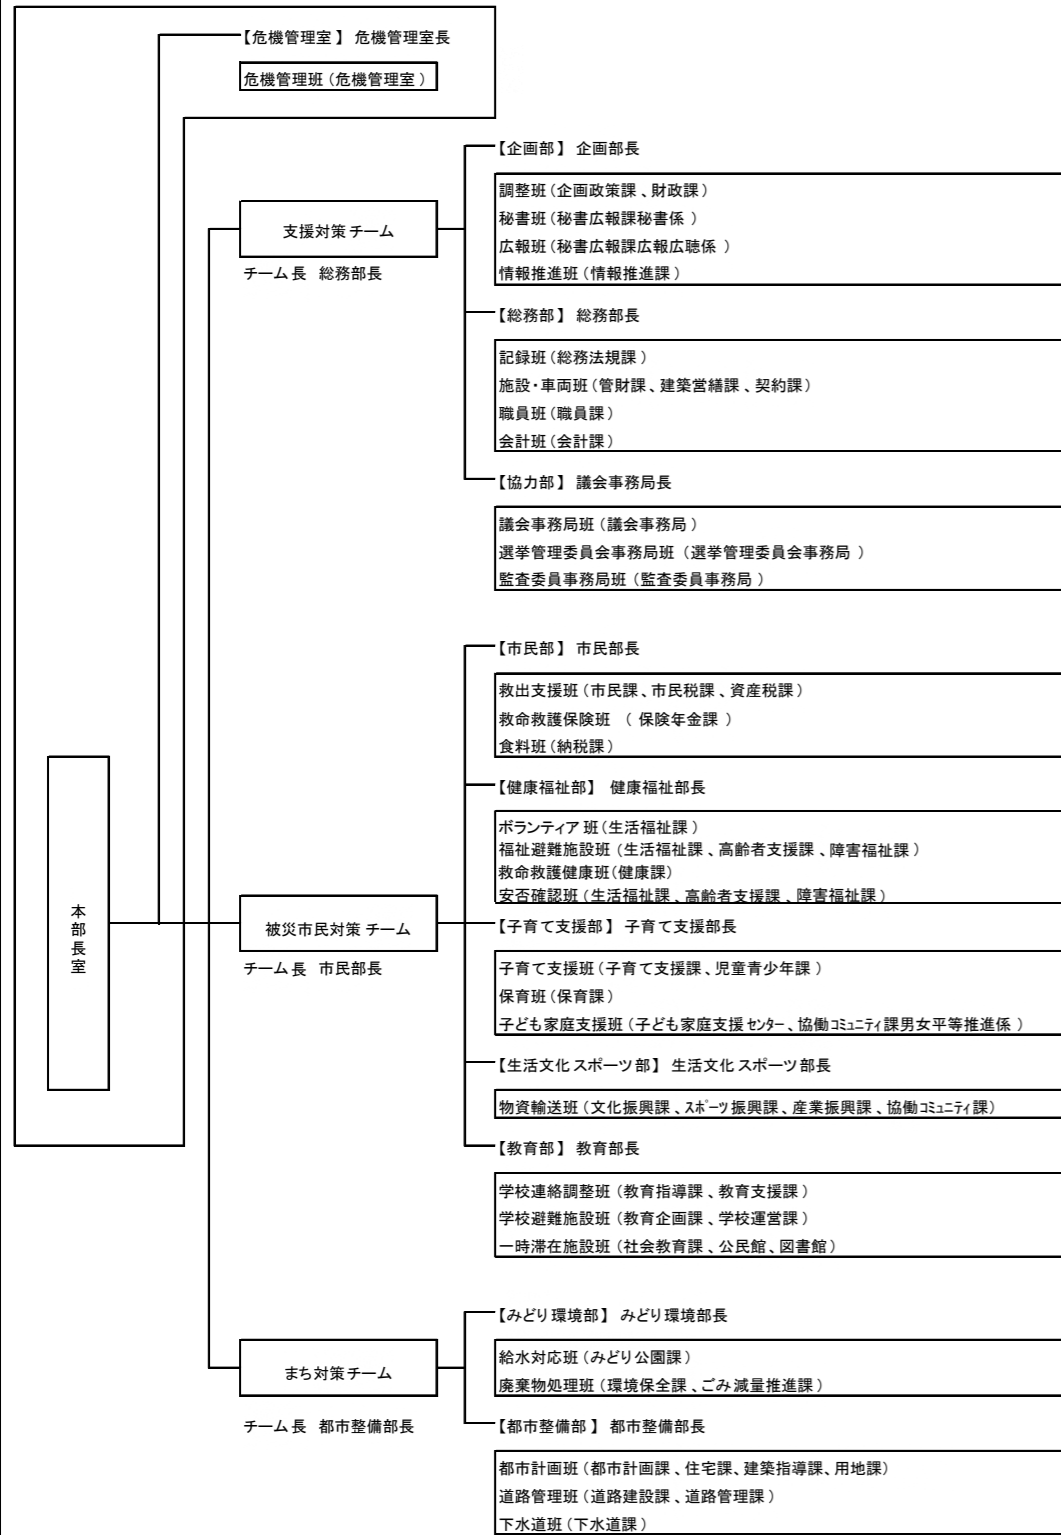 【危機管理室】 危機管理室長
危機管理班（危機管理室）
【企画部】 企画部長
調整班（企画政策課、財政課）
秘書班（秘書広報課秘書係）
広報班（秘書広報課広報広聴係）
情報推進班（情報推進課）
支援対策チーム
チーム長 総務部長
【総務部】 総務部長
記録班（総務法規課）
施設・車両班（管財課、建築営繕課、契約課）
職員班（職員課）
会計班（会計課）
【協力部】 議会事務局長
議会事務局班（議会事務局）
選挙管理委員会事務局班（選挙管理委員会事務局）
監査委員事務局班（監査委員事務局）
【市民部】 市民部長
救出支援班（市民課、市民税課、資産税課）
救命救護保険班 （保険年金課）
食料班（納税課）
【健康福祉部】 健康福祉部長
ボランティア班（生活福祉課）
福祉避難施設班（生活福祉課、高齢者支援課、障害福祉課）
救命救護健康班（健康課）
安否確認班（生活福祉課、高齢者支援課、障害福祉課）
本部長室
被災市民対策チーム
チーム長 市民部長
【子育て支援部】 子育て支援部長
子育て支援班（子育て支援課、児童青少年課）
保育班（保育課）
子ども家庭支援班（子ども家庭支援センター、協働ｺﾐｭﾆﾃｨ課男女平等推進係）
【生活文化スポーツ部】 生活文化スポーツ部長
物資輸送班（文化振興課、ｽﾎﾟｰﾂ振興課、産業振興課、協働ｺﾐｭﾆﾃｨ課）
【教育部】 教育部長
学校連絡調整班（教育指導課、教育支援課）
学校避難施設班（教育企画課、学校運営課）
一時滞在施設班（社会教育課、公民館、図書館）
【みどり環境部】 みどり環境部長
給水対応班（みどり公園課）
廃棄物処理班（環境保全課、ごみ減量推進課）
まち対策チーム
チーム長 都市整備部長
【都市整備部】 都市整備部長
都市計画班（都市計画課、住宅課、建築指導課、用地課）
道路管理班（道路建設課、道路管理課）
下水道班（下水道課）